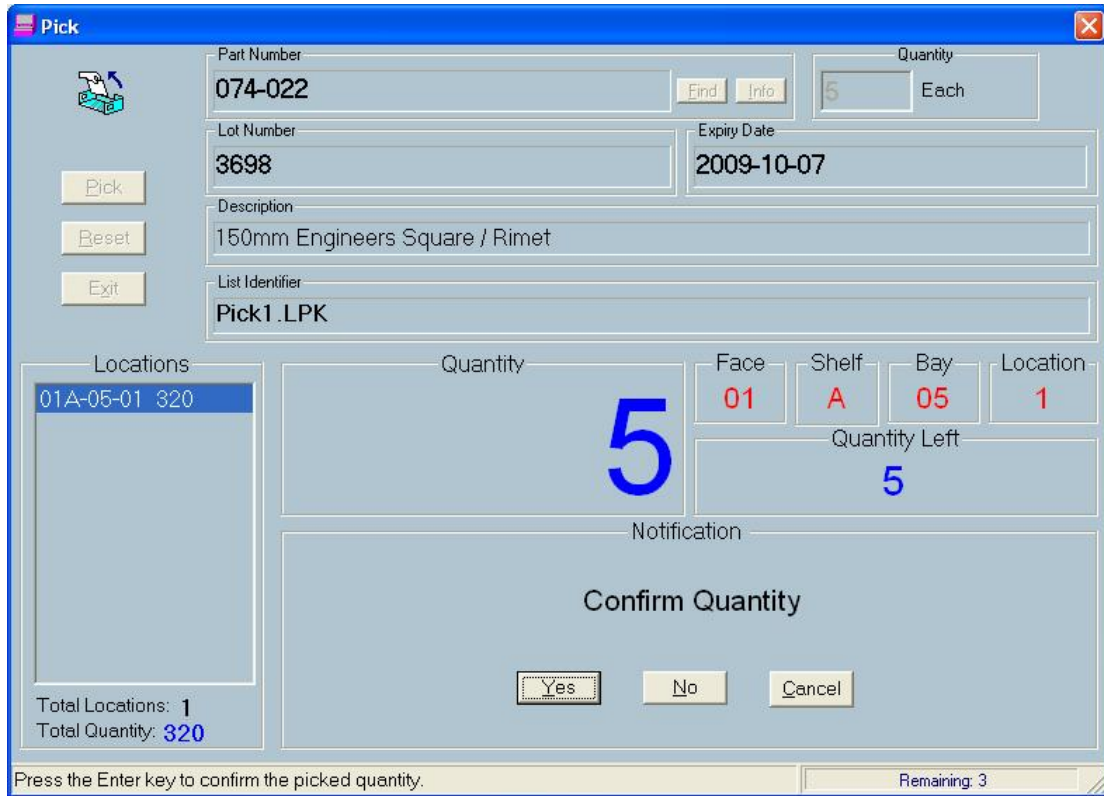 Pick
Part Number
Quantity
074-022
Find
Info
5
Each
Lot Number
Expiry Date
3698
2009-10-07
Pick
Description
Reset
150mm Engineers Square / Rimet
Exit
List Identifier
Pick1.LPK
Locations
Quantity
Face
Shelf
Bay
Location
01A-05-01 320
5
01
A
05
1
Quantity Left
5
Notification
Confirm Quantity
Yes
No
Cancel
Total Locations: 1
Total Quantity: 320
Press the Enter key to confirm the picked quantity.
Remaining: 3